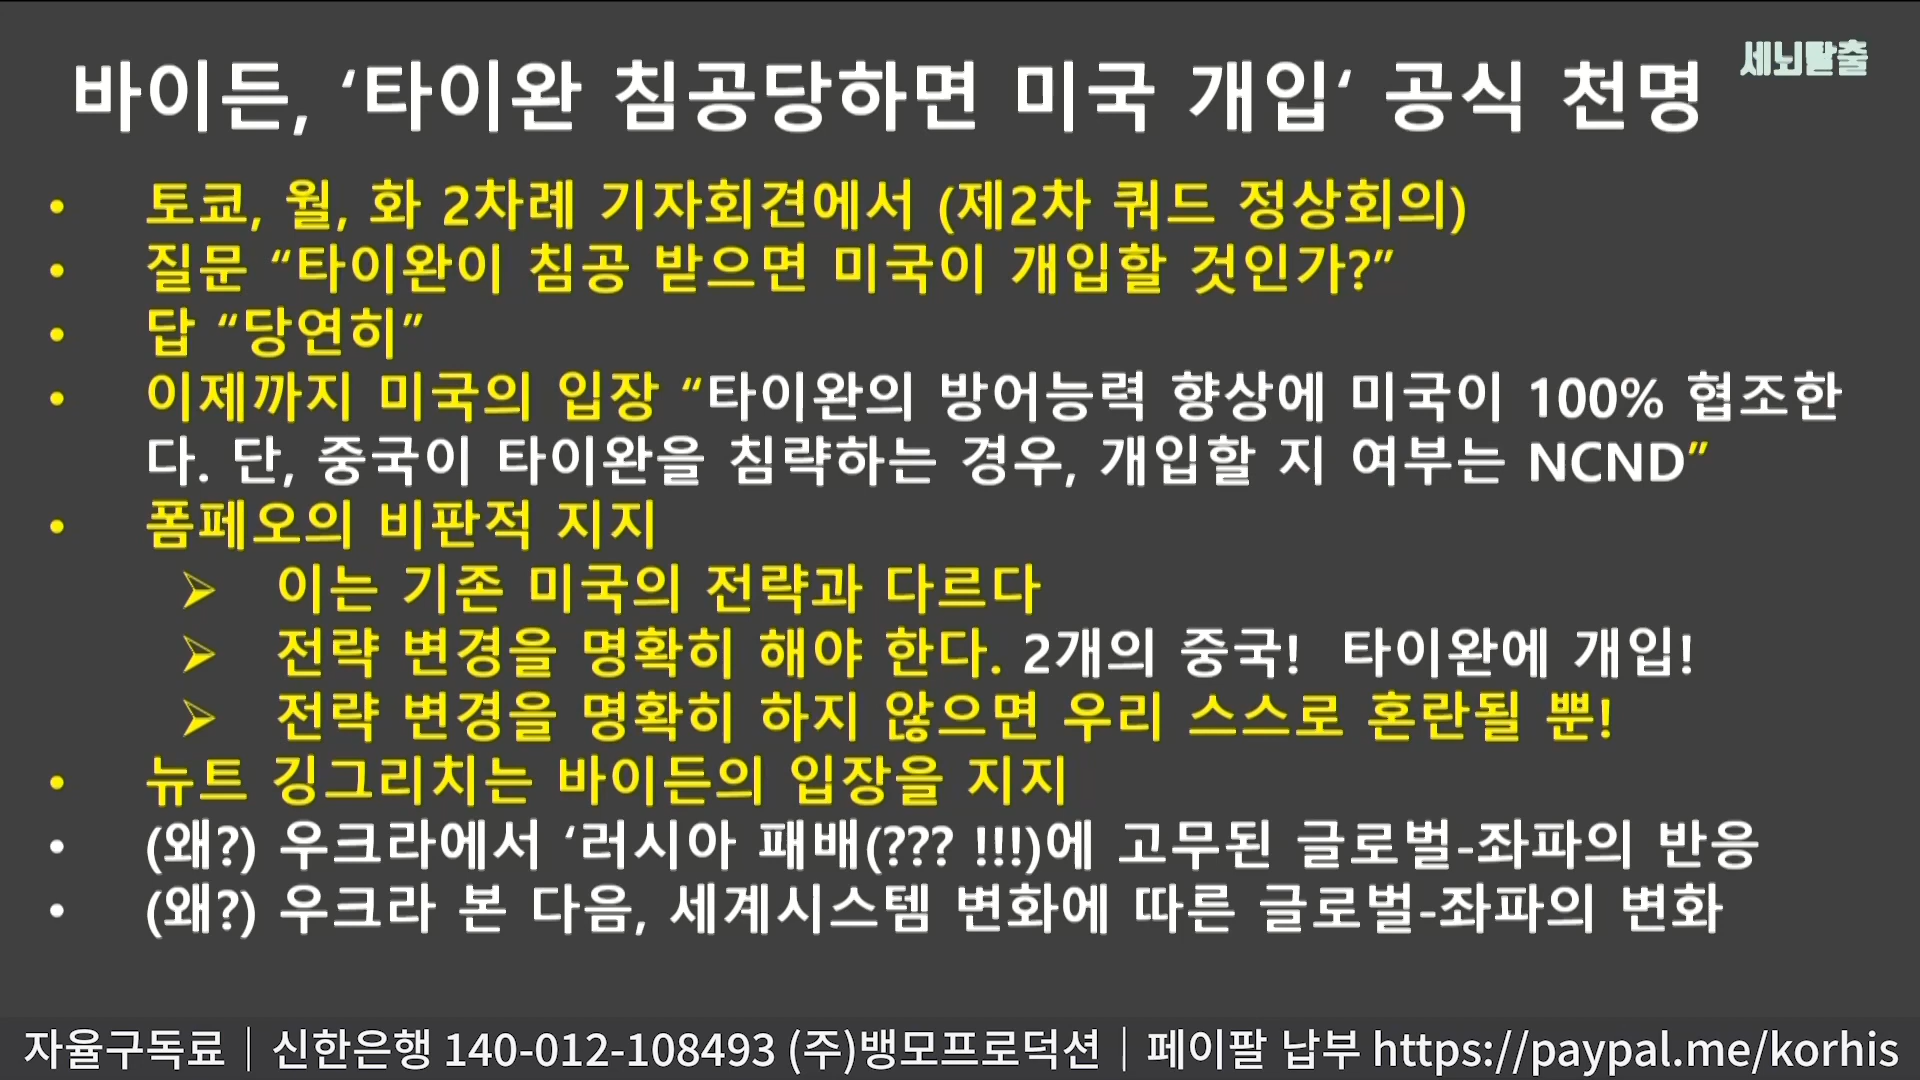 바이든, ‘타이완 침공당하면 미국 개입‘ 공식 천명
세뇌탈출
• 토쿄, 월, 화 2차례 기자회견에서 (제2차 쿼드 정상회의)
• 질문 “타이완이 침공 받으면 미국이 개입할 것인가?”
• 답 “당연히”
• 이제까지 미국의 입장 “타이완의 방어능력 향상에 미국이 100% 협조한
다. 단, 중국이 타이완을 침략하는 경우, 개입할 지 여부는 NCND”
• 폼페오의 비판적 지지
➢ 이는 기존 미국의 전략과 다르다
➢ 전략 변경을 명확히 해야 한다. 2개의 중국! 타이완에 개입!
➢ 전략 변경을 명확히 하지 않으면 우리 스스로 혼란될 뿐!
• 뉴트 깅그리치는 바이든의 입장을 지지
• (왜?) 우크라에서 ‘러시아 패배(??? !!!)에 고무된 글로벌-좌파의 반응
• (왜?) 우크라 본 다음, 세계시스템 변화에 따른 글로벌-좌파의 변화
자율구독료│신한은행 140-012-108493 (주)뱅모프로덕션│페이팔 납부 https://paypal.me/korhis